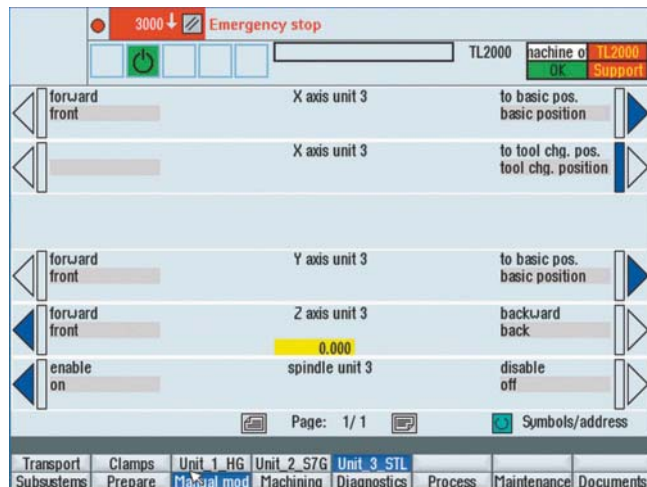 3000 Emergency stop
TL2000 machine o TL2000
OK Support
forward X axis unit 3 to basic pos.
front basic position
X axis unit 3 to tool chg. pos.
tool chg. position
forward Y axis unit 3 to basic pos.
front basic position
forward Z axis unit 3 backward
front back
0.000
enable spindle unit 3 disable
on off
Page: 1/ 1 Symbols/address
Transport Clamps Unit_1_HG Unit_2_S7G Unit_3_STL
Subsystems Prepare Manual mod Machining Diagnostics Process Maintenance Documents